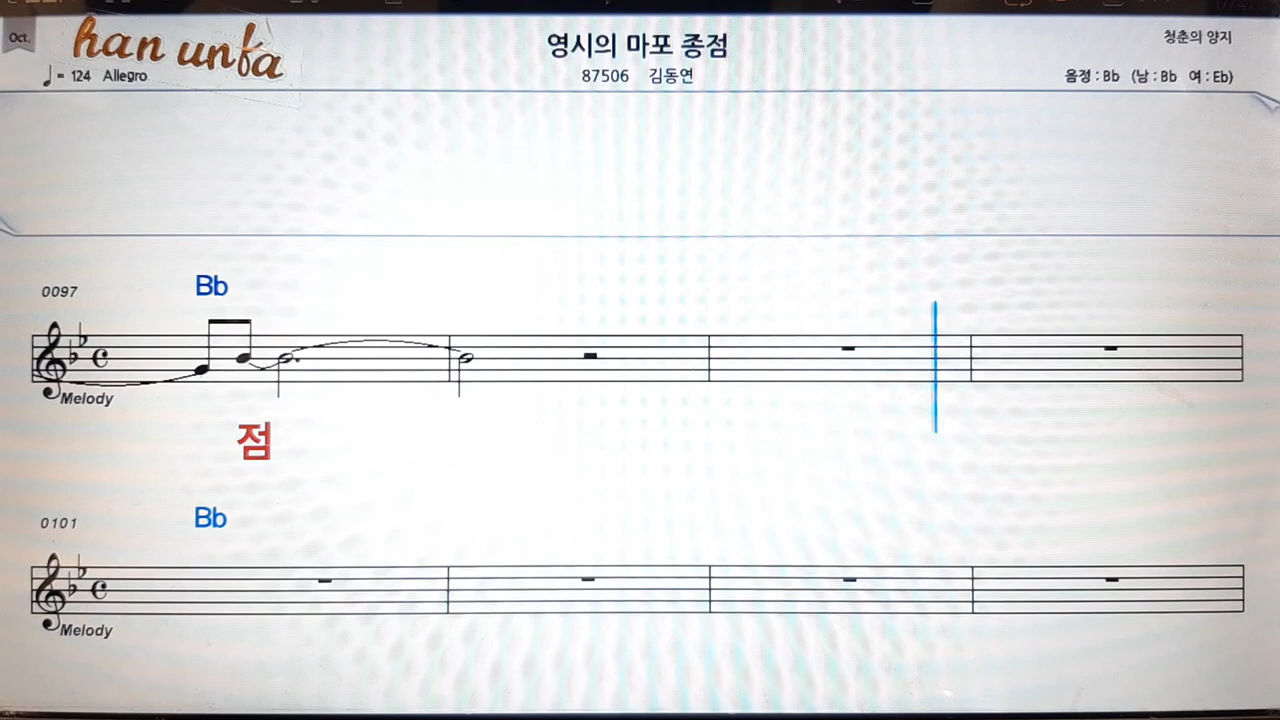 Oct.
han unfa
♩= 124 Allegro
영시의 마포 종점
87506 김동연
청춘의 양지
음정 : Bb (남 : Bb 여 : Eb)
0097
Bb
Melody
점
0101
Bb
Melody